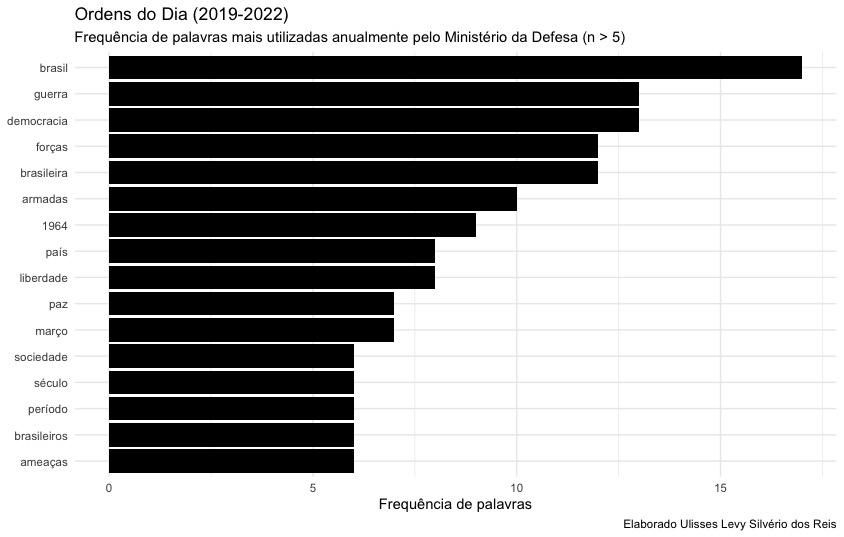 Ordens do Dia (2019-2022)
Frequência de palavras mais utilizadas anualmente pelo Ministério da Defesa (n > 5)
brasil
guerra
democracia
forças
brasileira
armadas
1964
país
liberdade
paz
março
sociedade
século
período
brasileiros
ameaças
0 5 10 15
Frequência de palavras
Elaborado Ulisses Levy Silvério dos Reis